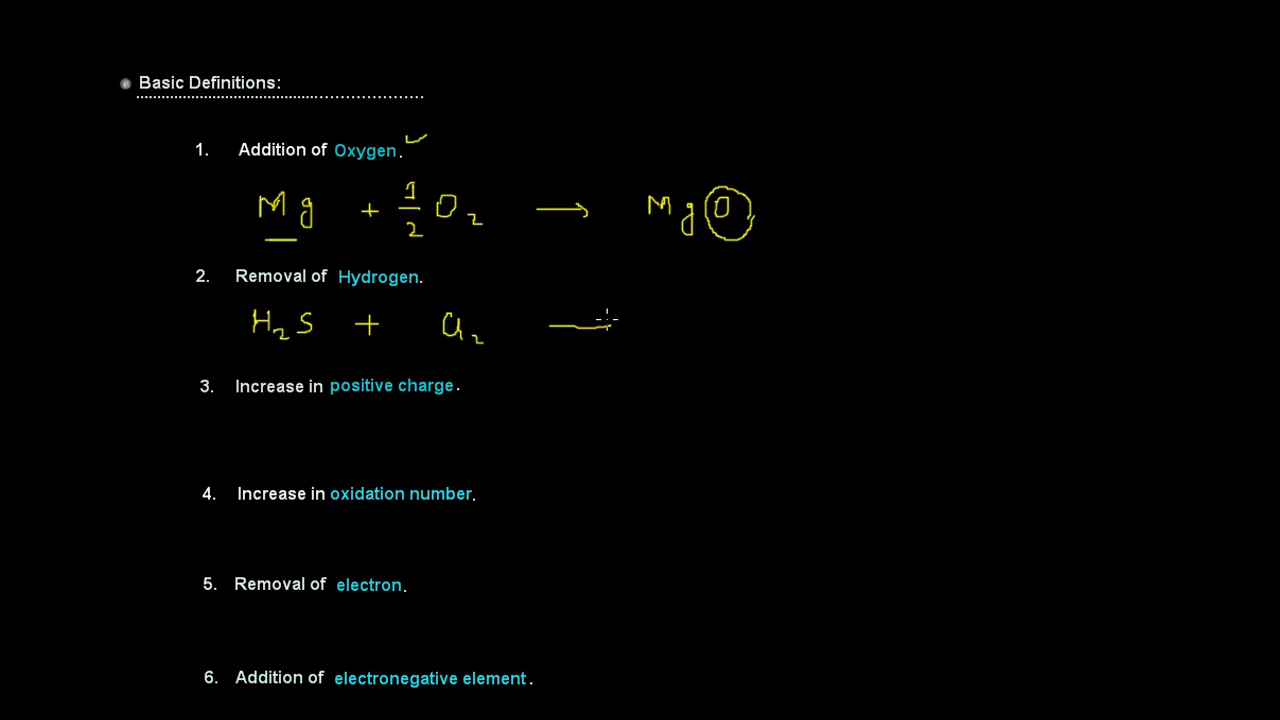 Basic Definitions:
1. Addition of Oxygen.
Mg + 1/2 O2 → MgO
2. Removal of Hydrogen.
H2S + Cl2
3. Increase in positive charge.
4. Increase in oxidation number.
5. Removal of electron.
6. Addition of electronegative element.